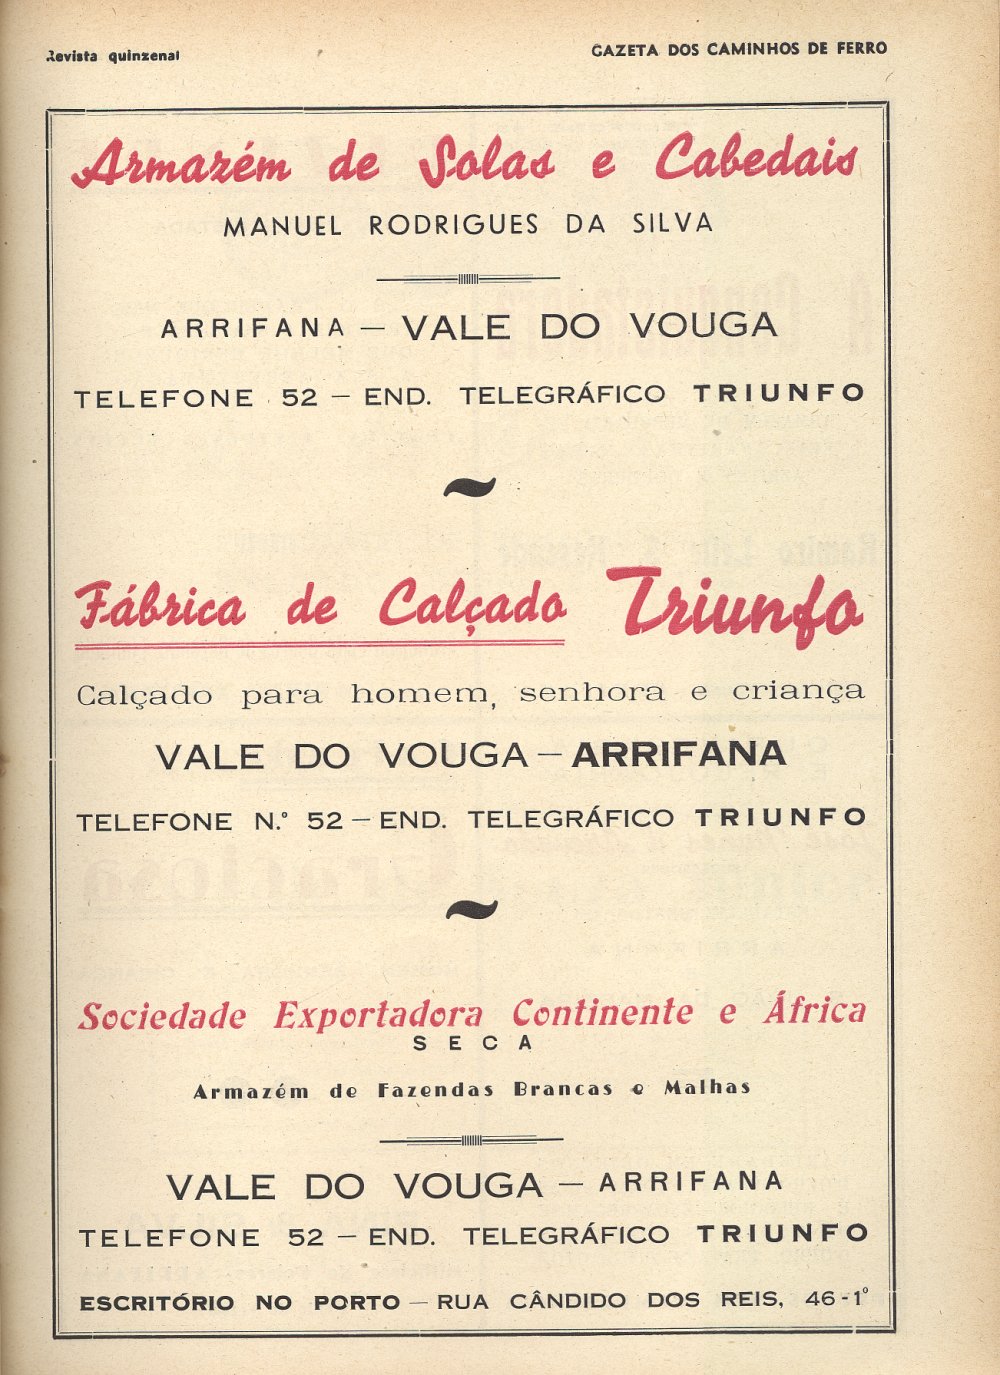 Revista quinzenal
GAZETA DOS CAMINHOS DE FERRO
Armazém de Solas e Cabedais
MANUEL RODRIGUES DA SILVA
ARRIFANA — VALE DO VOUGA
TELEFONE 52 — END. TELEGRÁFICO TRIUNFO
~
Fábrica de Calçado Triunfo
Calçado para homem, senhora e criança
VALE DO VOUGA — ARRIFANA
TELEFONE N.º 52 — END. TELEGRÁFICO TRIUNFO
~
Sociedade Exportadora Continente e África
SECA
Armazém de Fazendas Brancas e Malhas
VALE DO VOUGA — ARRIFANA
TELEFONE 52 — END. TELEGRÁFICO TRIUNFO
ESCRITÓRIO NO PORTO — RUA CÂNDIDO DOS REIS, 46-1º